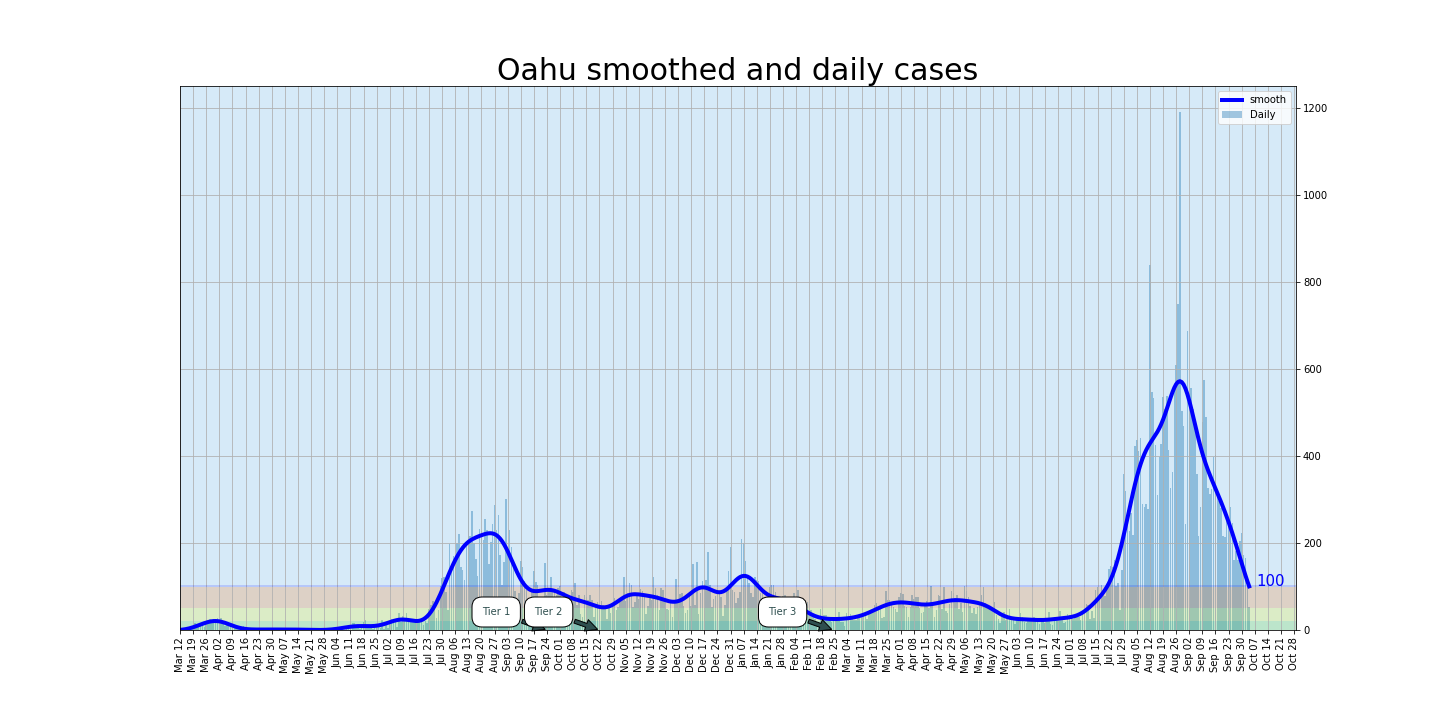 Oahu smoothed and daily cases
smooth
Daily
1200
1000
800
600
400
200
0
100
Tier 1
Tier 2
Tier 3
Mar 12
Mar 19
Mar 26
Apr 02
Apr 09
Apr 16
Apr 23
Apr 30
May 07
May 14
May 21
May 28
Jun 04
Jun 11
Jun 18
Jun 25
Jul 02
Jul 09
Jul 16
Jul 23
Jul 30
Aug 06
Aug 13
Aug 20
Aug 27
Sep 03
Sep 10
Sep 17
Sep 24
Oct 01
Oct 08
Oct 15
Oct 22
Oct 29
Nov 05
Nov 12
Nov 19
Nov 26
Dec 03
Dec 10
Dec 17
Dec 24
Dec 31
Jan 07
Jan 14
Jan 21
Jan 28
Feb 04
Feb 11
Feb 18
Feb 25
Mar 04
Mar 11
Mar 18
Mar 25
Apr 01
Apr 08
Apr 15
Apr 22
Apr 29
May 06
May 13
May 20
May 27
Jun 03
Jun 10
Jun 17
Jun 24
Jul 01
Jul 08
Jul 15
Jul 22
Jul 29
Aug 05
Aug 12
Aug 19
Aug 26
Sep 02
Sep 09
Sep 16
Sep 23
Sep 30
Oct 07
Oct 14
Oct 21
Oct 28